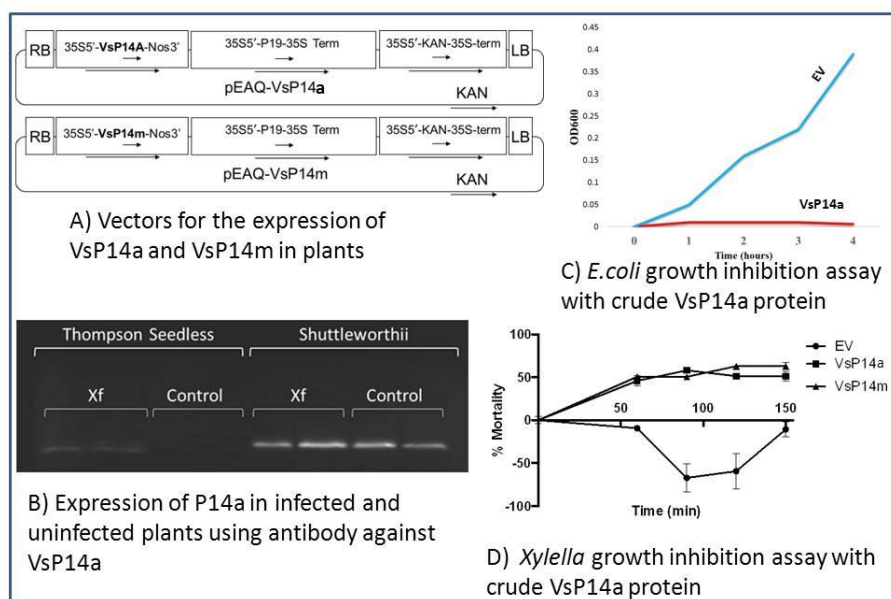 RB
35S5'-VsP14A-Nos3'
35S5'-P19-35S Term
35S5'-KAN-35S-term
LB
pEAQ-VsP14a
KAN
RB
35S5'-VsP14m-Nos3'
35S5'-P19-35S Term
35S5'-KAN-35S-term
LB
pEAQ-VsP14m
KAN
A) Vectors for the expression of
VsP14a and VsP14m in plants
Thompson Seedless
Shuttleworthii
Xf
Control
Xf
Control
B) Expression of P14a in infected and
uninfected plants using antibody against
VsP14a
OD600
0.45
0.4
0.35
0.3
0.25
0.2
0.15
0.1
0.05
0
EV
VsP14a
0
1
2
3
4
Time (hours)
C) E.coli growth inhibition assay
with crude VsP14a protein
% Mortality
100
50
0
-50
-100
50
100
150
Time (min)
EV
VsP14a
VsP14m
D) Xylella growth inhibition assay with
crude VsP14a protein